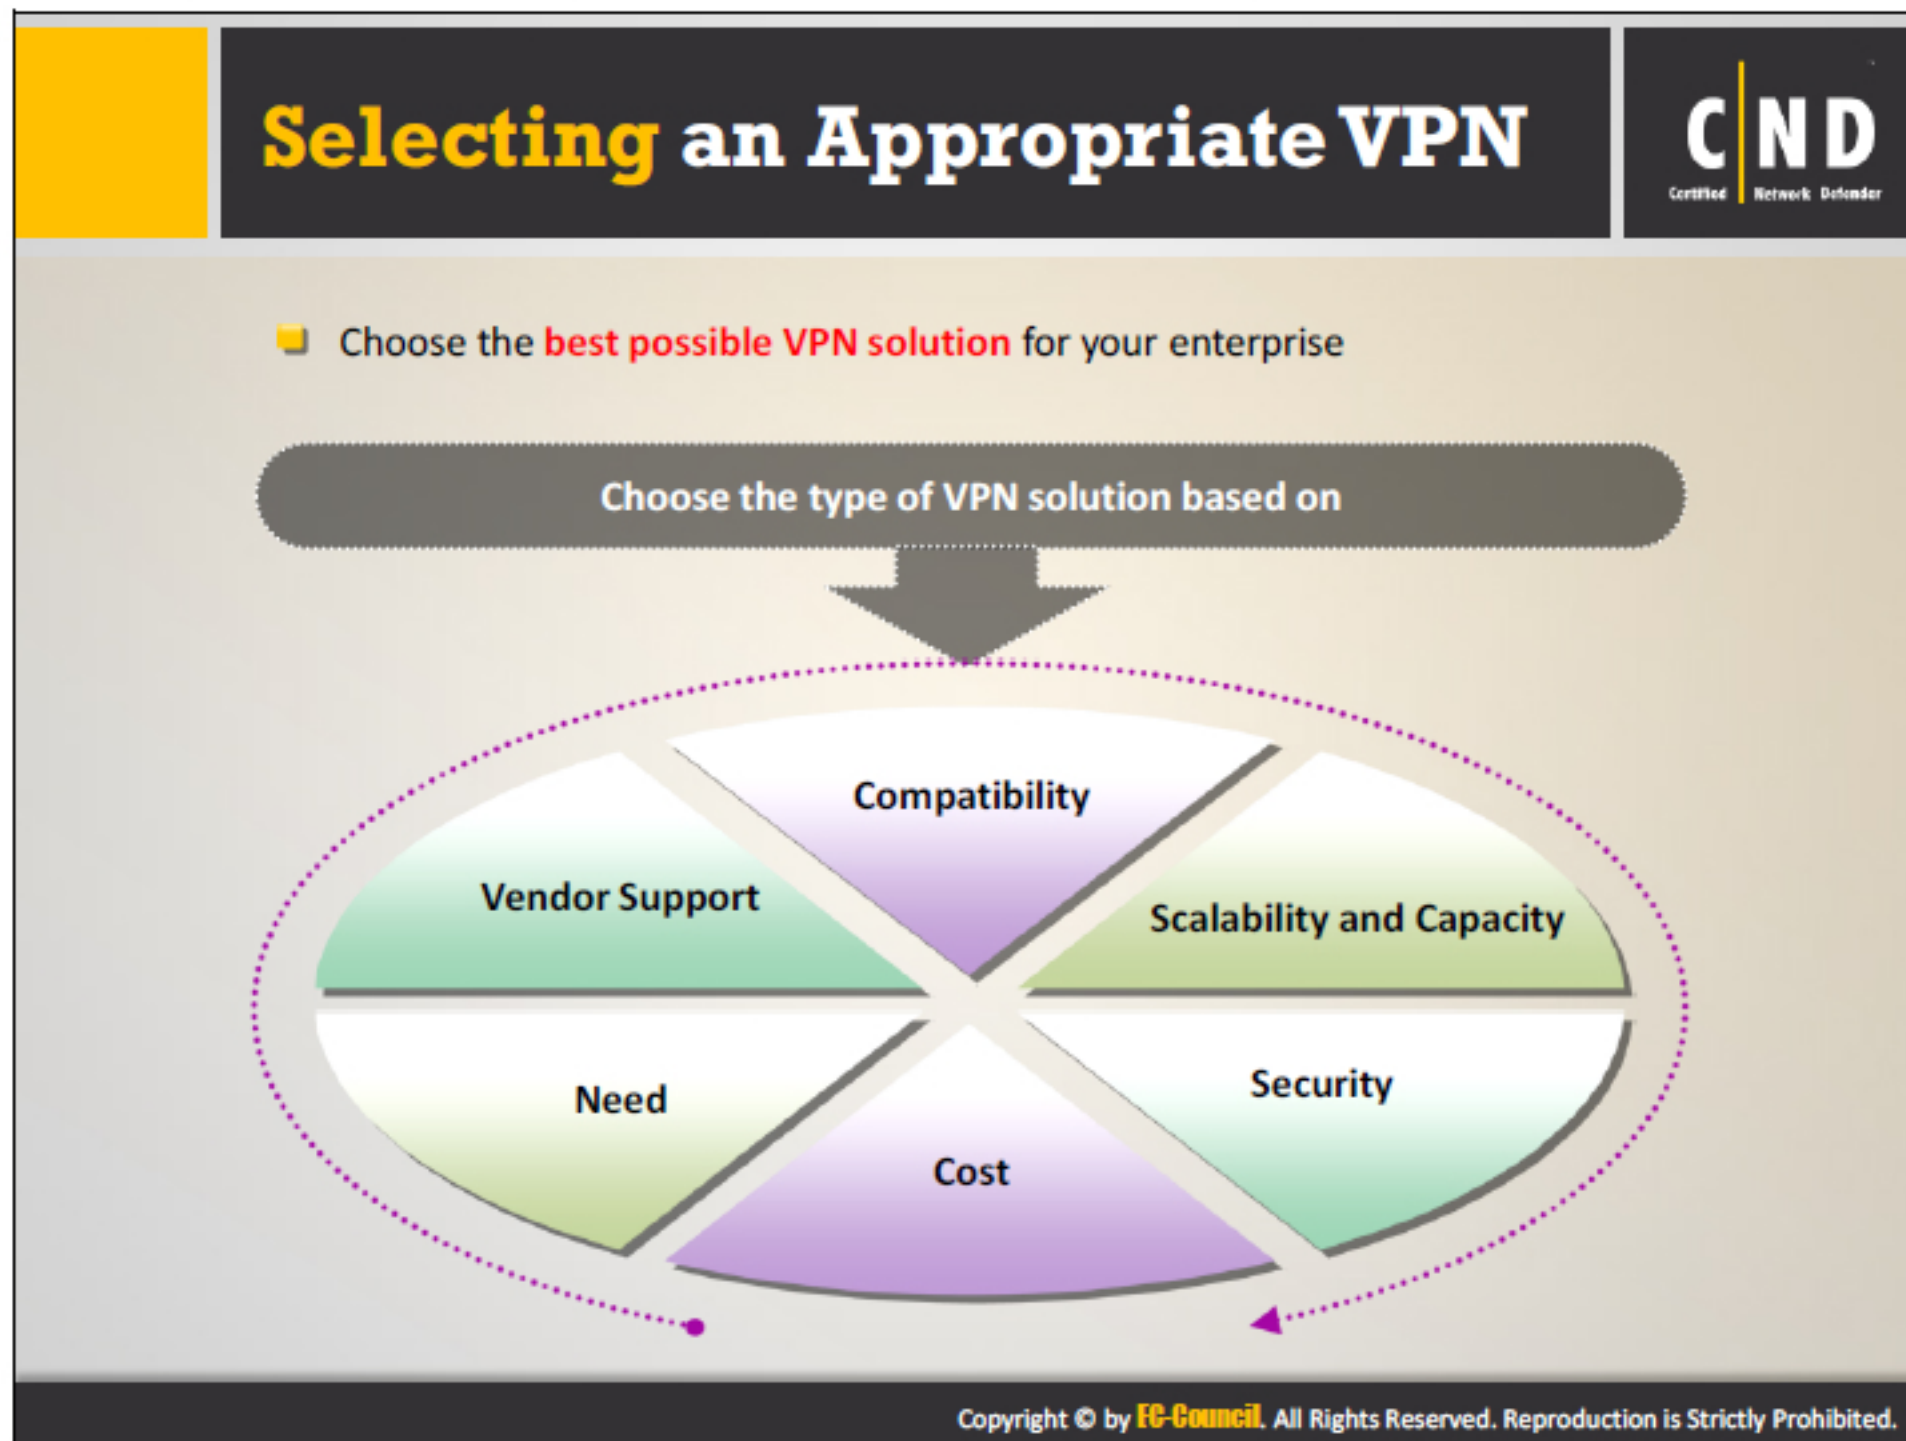 Selecting an Appropriate VPN
C|ND
Certified Network Defender
Choose the best possible VPN solution for your enterprise
Choose the type of VPN solution based on
Compatibility
Vendor Support
Scalability and Capacity
Need
Security
Cost
Copyright © by EC-Council. All Rights Reserved. Reproduction is Strictly Prohibited.